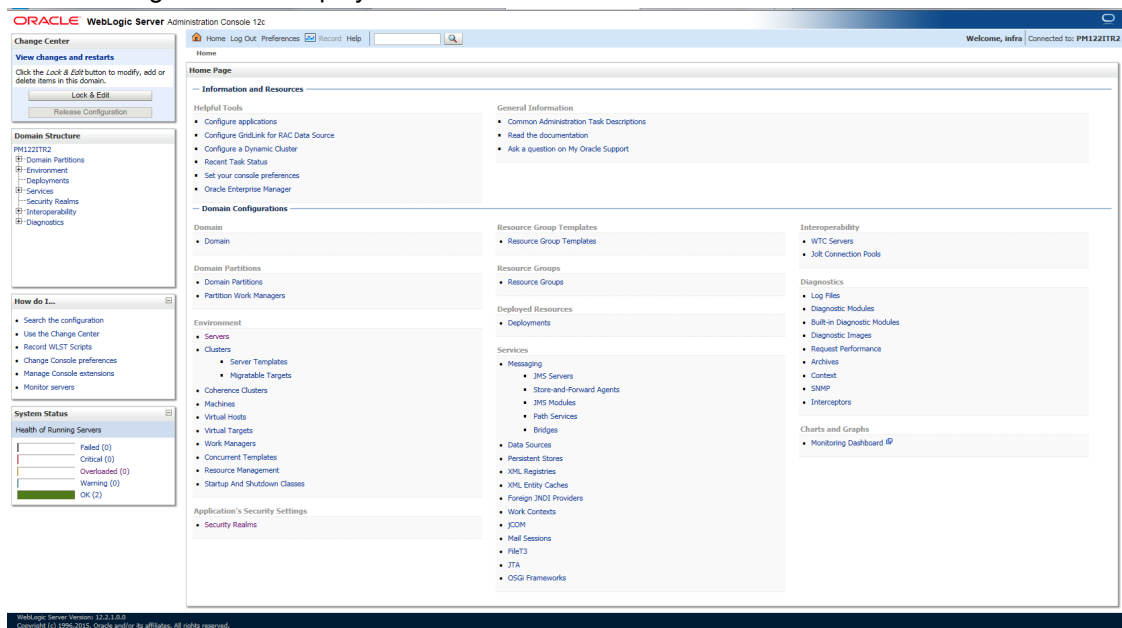 ORACLE WebLogic Server Administration Console 12c
Change Center
View changes and restarts
Click the Lock & Edit button to modify, add or
delete items in this domain.
Lock & Edit
Release Configuration
Domain Structure
PM122ITR2
Domain Partitions
Environment
Deployments
Services
Security Realms
Interoperability
Diagnostics
How do I...
Search the configuration
Use the Change Center
Record WLST Scripts
Change Console preferences
Manage Console extensions
Monitor servers
System Status
Health of Running Servers
Failed (0)
Critical (0)
Overloaded (0)
Warning (0)
OK (2)
Home Log Out Preferences Record Help
Welcome, infra Connected to: PM122ITR2
Home
Home Page
Information and Resources
Helpful Tools
Configure applications
Configure GridLink for RAC Data Source
Configure a Dynamic Cluster
Recent Task Status
Set your console preferences
Oracle Enterprise Manager
General Information
Common Administration Task Descriptions
Read the documentation
Ask a question on My Oracle Support
Domain Configurations
Domain
Domain
Domain Partitions
Domain Partitions
Partition Work Managers
Environment
Servers
Clusters
Server Templates
Migratable Targets
Coherence Clusters
Machines
Virtual Hosts
Virtual Targets
Work Managers
Concurrent Templates
Resource Management
Startup And Shutdown Classes
Application's Security Settings
Security Realms
Resource Group Templates
Resource Group Templates
Resource Groups
Resource Groups
Deployed Resources
Deployments
Services
Messaging
JMS Servers
Store-and-Forward Agents
JMS Modules
Path Services
Bridges
Data Sources
Persistent Stores
XML Registries
XML Entity Caches
Foreign JNDI Providers
Work Contexts
jCOM
Mail Sessions
FileT3
JTA
OSGi Frameworks
Interoperability
WTC Servers
Jolt Connection Pools
Diagnostics
Log Files
Diagnostic Modules
Built-in Diagnostic Modules
Diagnostic Images
Request Performance
Archives
Context
SNMP
Interceptors
Charts and Graphs
Monitoring Dashboard
WebLogic Server Version: 12.2.1.0.0
Copyright (c) 1996,2015, Oracle and/or its affiliates. All rights reserved.